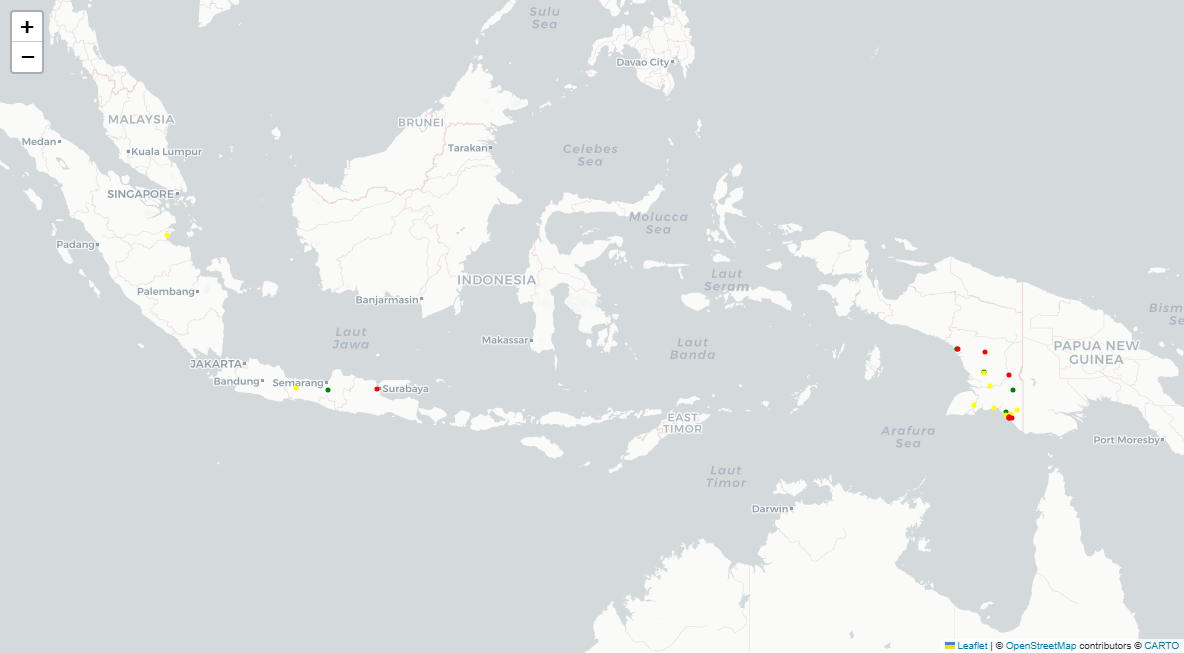 +
−
Sulu
Sea
Davao City
MALAYSIA
BRUNEI
Medan
Kuala Lumpur
Tarakan
Celebes
Sea
SINGAPORE
Molucca
Sea
Padang
INDONESIA
Laut
Seram
Palembang
Banjarmasin
Bism
Se
Laut
Jawa
Makassar
Laut
Banda
PAPUA NEW
GUINEA
JAKARTA
Bandung
Semarang
Surabaya
EAST
TIMOR
Arafura
Sea
Port Moresby
Laut
Timor
Darwin
Leaflet | © OpenStreetMap contributors © CARTO